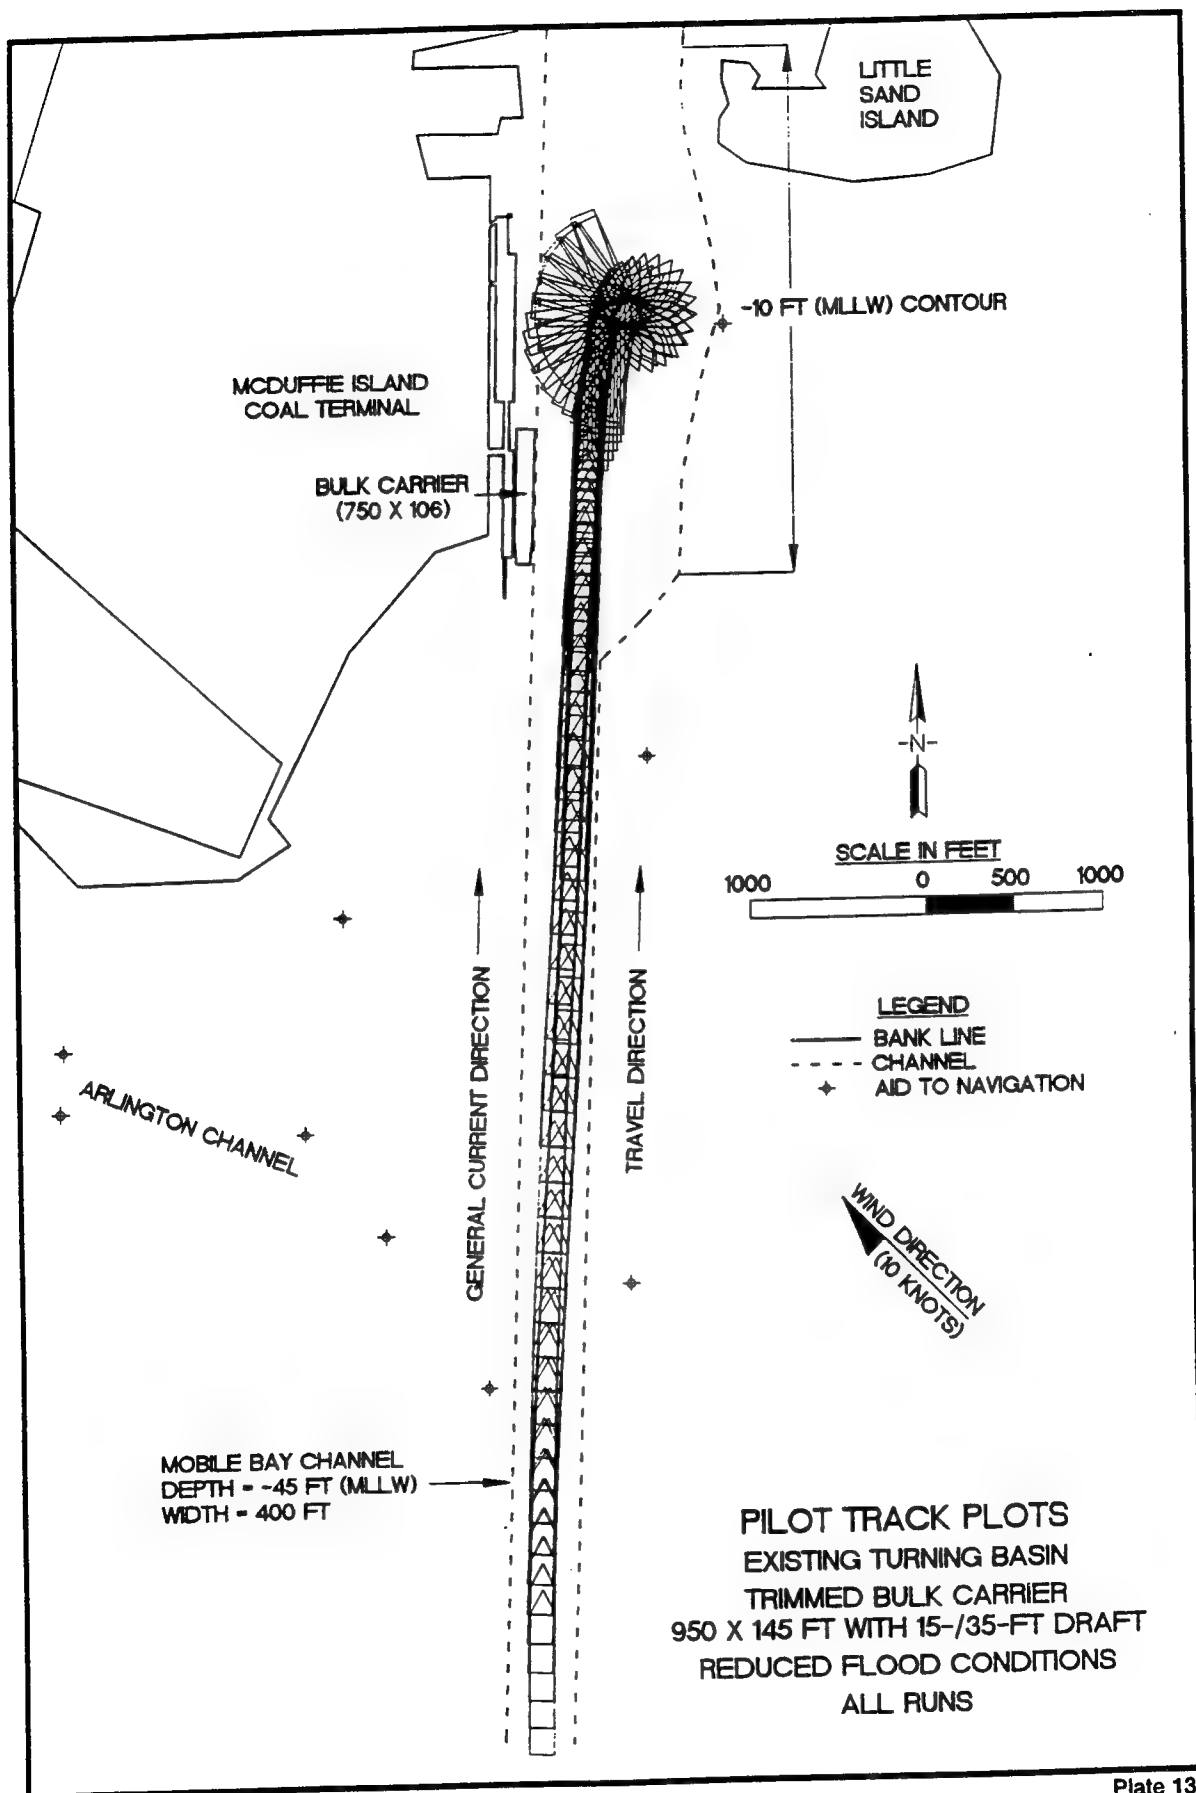 LITTLE
SAND
ISLAND
-10 FT (MLLW) CONTOUR
MCDUFFIE ISLAND
COAL TERMINAL
BULK CARRIER
(750 X 106)
-N-
SCALE IN FEET
1000 0 500 1000
GENERAL CURRENT DIRECTION
TRAVEL DIRECTION
LEGEND
BANK LINE
CHANNEL
AID TO NAVIGATION
ARLINGTON CHANNEL
WIND DIRECTION
(10 KNOTS)
MOBILE BAY CHANNEL
DEPTH = -45 FT (MLLW)
WIDTH = 400 FT
PILOT TRACK PLOTS
EXISTING TURNING BASIN
TRIMMED BULK CARRIER
950 X 145 FT WITH 15-/35-FT DRAFT
REDUCED FLOOD CONDITIONS
ALL RUNS
Plate 13